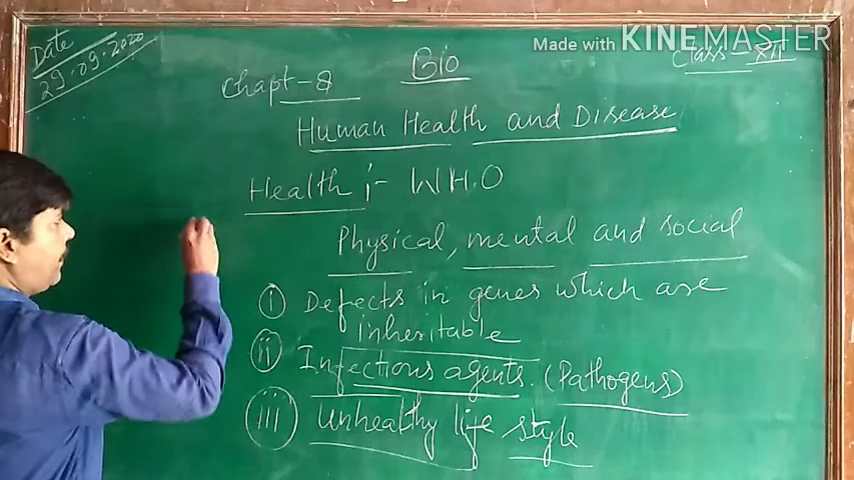 Date
29.09.2020
Made with KINEMASTER
Bio
Class - XII
Chapt - 8
Human Health and Disease
Health :- W H.O
Physical, mental and social
(i) Defects in genes which are
inheritable
(ii) Infectious agents. (Pathogens)
(iii) Unhealthy life style